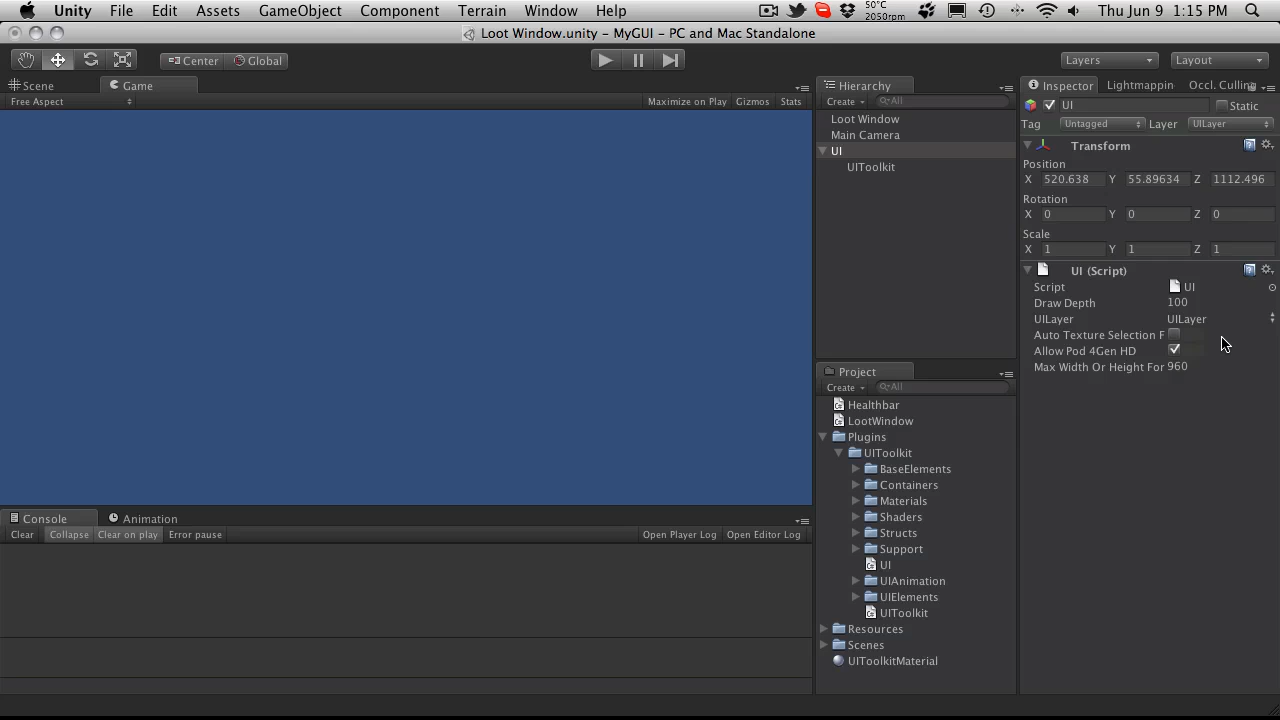 Unity File Edit Assets GameObject Component Terrain Window Help 50°C 2050rpm Thu Jun 9 1:15 PM
Loot Window.unity – MyGUI – PC and Mac Standalone
Center Global Layers Layout
Scene Game
Free Aspect Maximize on Play Gizmos Stats
Hierarchy
Create All
Loot Window
Main Camera
UI
UIToolkit
Inspector Lightmappin Occl. Culling
UI Static
Tag Untagged Layer UILayer
Transform
Position
X 520.638 Y 55.89634 Z 1112.496
Rotation
X 0 Y 0 Z 0
Scale
X 1 Y 1 Z 1
UI (Script)
Script UI
Draw Depth 100
UILayer UILayer
Auto Texture Selection F
Allow Pod 4Gen HD
Max Width Or Height For 960
Project
Create All
Healthbar
LootWindow
Plugins
UIToolkit
BaseElements
Containers
Materials
Shaders
Structs
Support
UI
UIAnimation
UIElements
UIToolkit
Resources
Scenes
UIToolkitMaterial
Console Animation
Clear Collapse Clear on play Error pause Open Player Log Open Editor Log